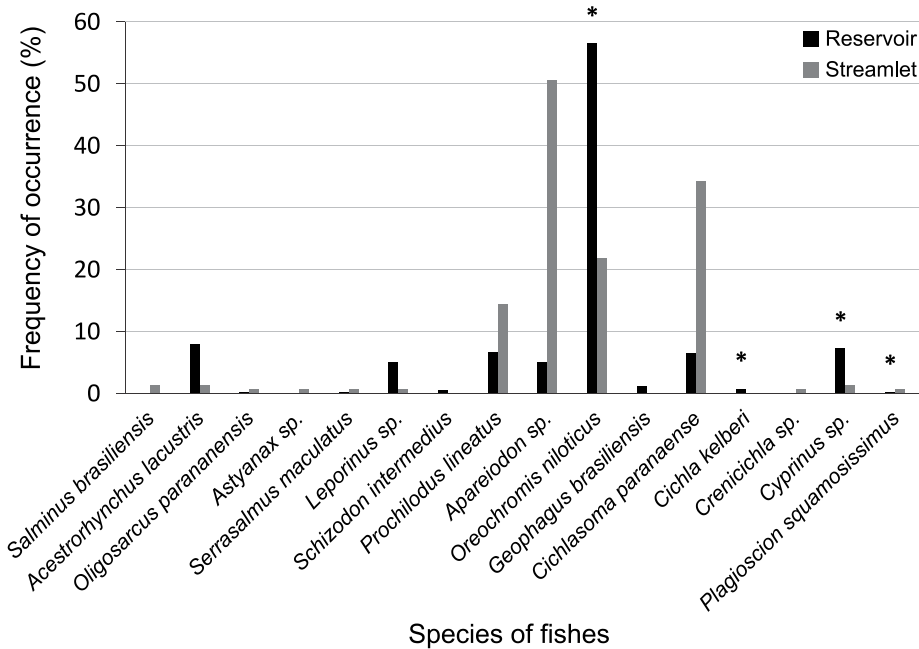 60
50
40
30
20
10
0
Frequency of occurrence (%)
*
*
*
*
Reservoir
Streamlet
Salminus brasiliensis
Acestrorhynchus lacustris
Oligosarcus parananensis
Astyanax sp.
Serrasalmus maculatus
Leporinus sp.
Schizodon intermedius
Prochilodus lineatus
Apareiodon sp.
Oreochromis niloticus
Geophagus brasiliensis
Cichlasoma paranaense
Cichla kelberi
Crenicichla sp.
Cyprinus sp.
Plagioscion squamosissimus
Species of fishes